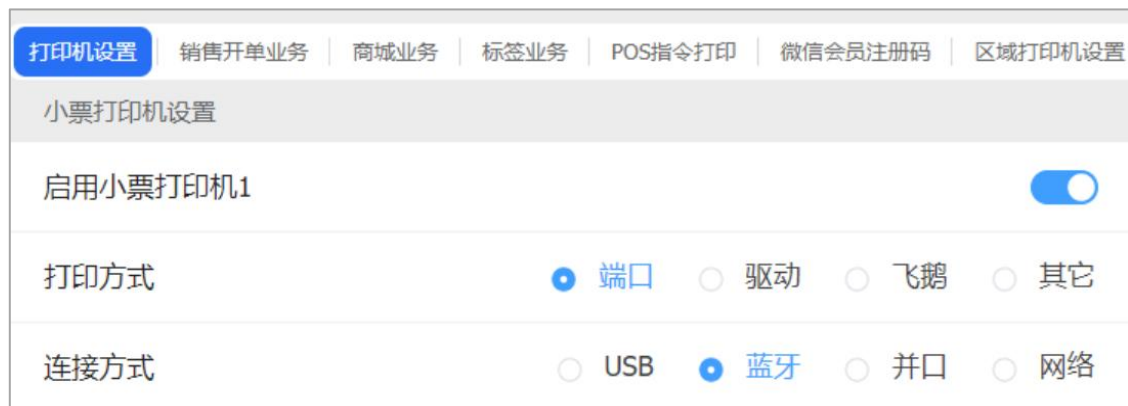 打印机设置 销售开单业务 商城业务 标签业务 POS指令打印 微信会员注册码 区域打印机设置
小票打印机设置
启用小票打印机1
打印方式 端口 驱动 飞鹅 其它
连接方式 USB 蓝牙 并口 网络